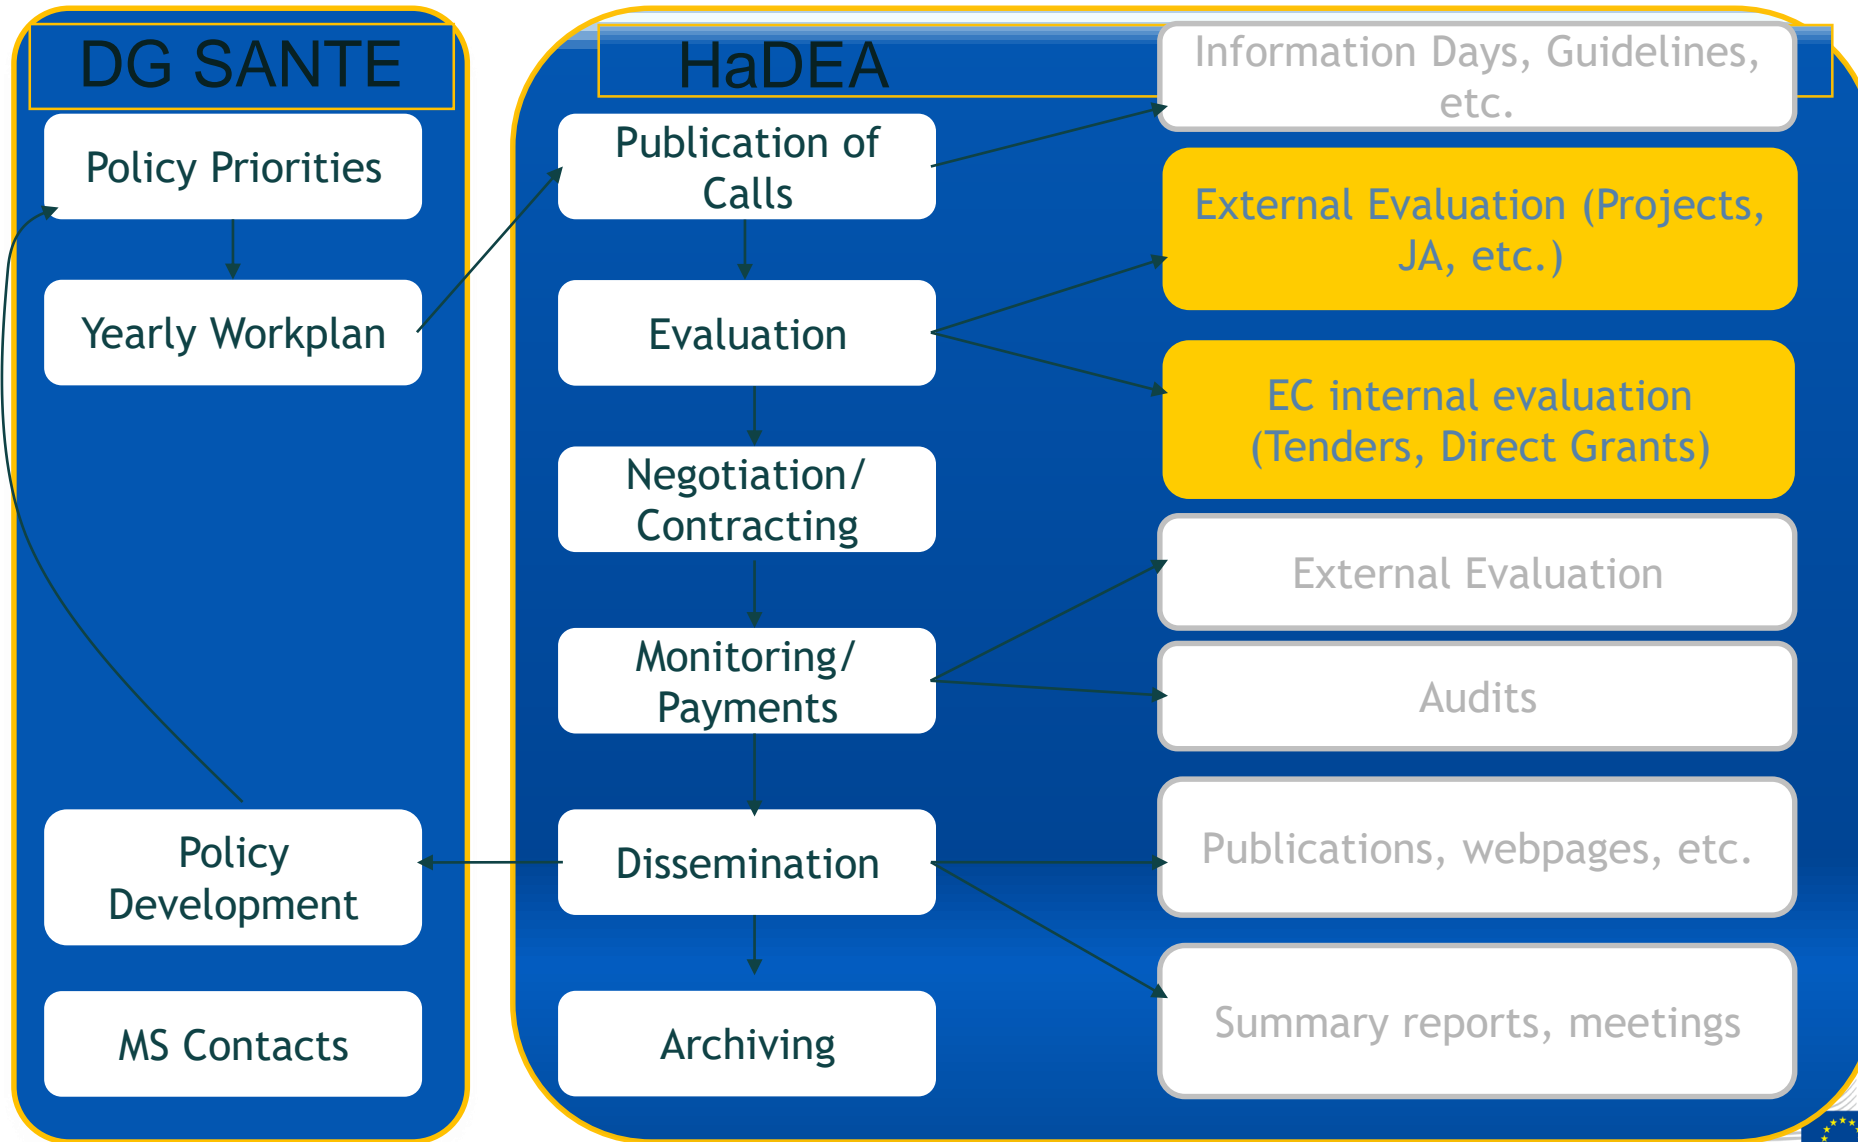 DG SANTE
Policy Priorities
Yearly Workplan
Policy
Development
MS Contacts
HaDEA
Publication of
Calls
Evaluation
Negotiation/
Contracting
Monitoring/
Payments
Dissemination
Archiving
Information Days, Guidelines,
etc.
External Evaluation (Projects,
JA, etc.)
EC internal evaluation
(Tenders, Direct Grants)
External Evaluation
Audits
Publications, webpages, etc.
Summary reports, meetings